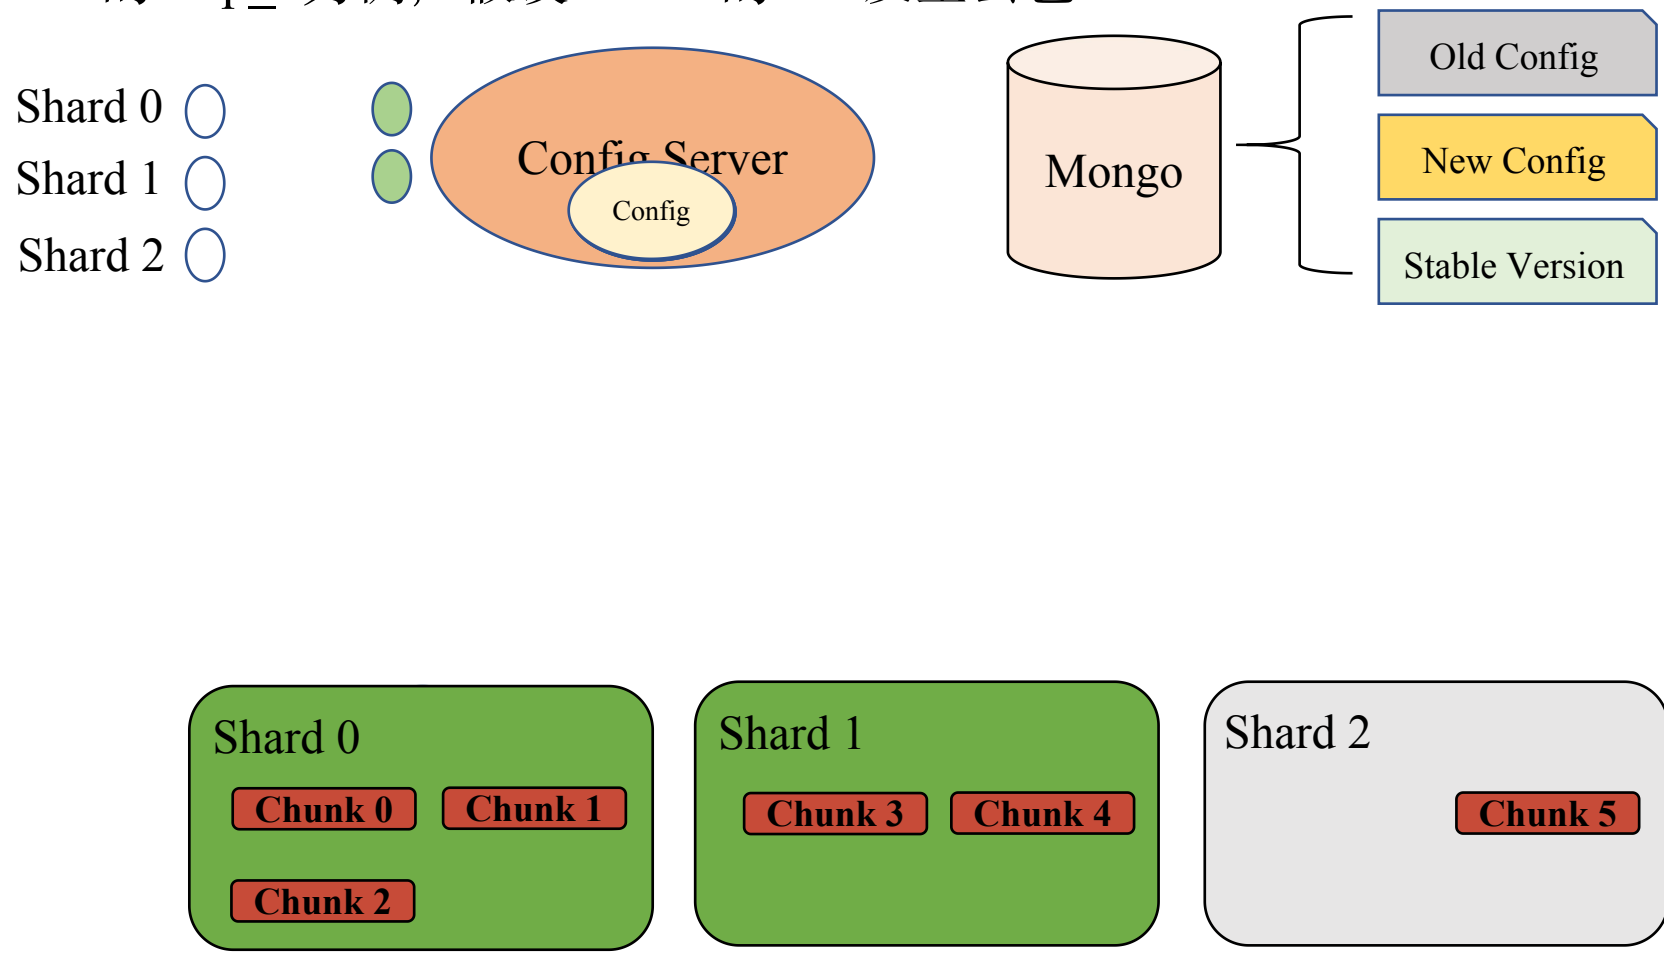 Shard 0
Shard 1
Shard 2
Config Server
Config
Mongo
Old Config
New Config
Stable Version
Shard 0
Chunk 0
Chunk 1
Chunk 2
Shard 1
Chunk 3
Chunk 4
Shard 2
Chunk 5